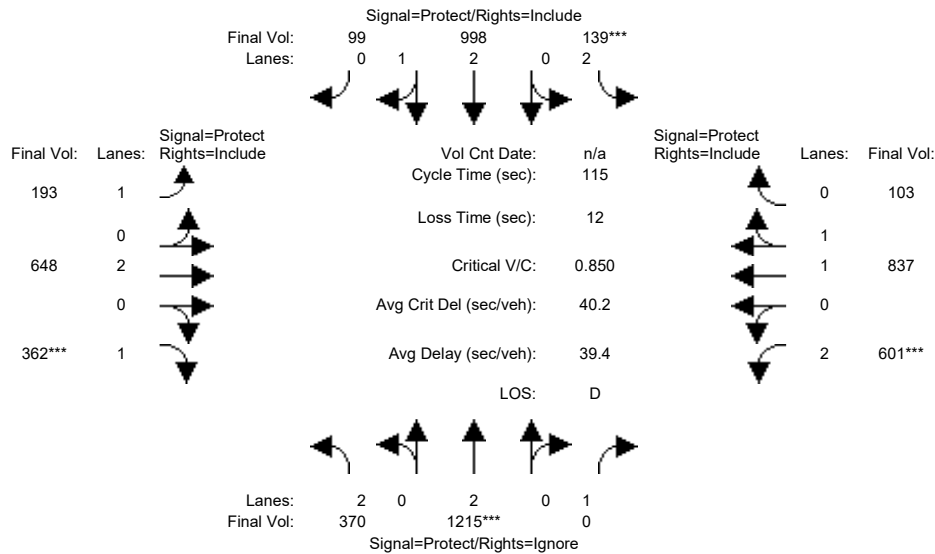 Signal=Protect/Rights=Include
Final Vol: 99 998 139***
Lanes: 0 1 2 0 2
Signal=Protect Signal=Protect
Final Vol: Lanes: Rights=Include Vol Cnt Date: n/a Rights=Include Lanes: Final Vol:
Cycle Time (sec): 115
193 1 0 103
Loss Time (sec): 12
0 1
648 2 Critical V/C: 0.850 1 837
0 Avg Crit Del (sec/veh): 40.2 0
362*** 1 Avg Delay (sec/veh): 39.4 2 601***
LOS: D
Lanes: 2 0 2 0 1
Final Vol: 370 1215*** 0
Signal=Protect/Rights=Ignore